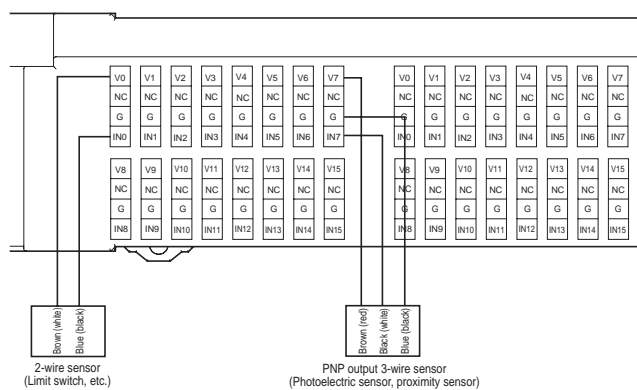 V0 V1 V2 V3 V4 V5 V6 V7 V0 V1 V2 V3 V4 V5 V6 V7
NC NC NC NC NC NC NC NC NC NC NC NC NC NC NC NC
G G G G G G G G G G G G G G G G
IN0 IN1 IN2 IN3 IN4 IN5 IN6 IN7 IN0 IN1 IN2 IN3 IN4 IN5 IN6 IN7
V8 V9 V10 V11 V12 V13 V14 V15 V8 V9 V10 V11 V12 V13 V14 V15
NC NC NC NC NC NC NC NC NC NC NC NC NC NC NC NC
G G G G G G G G G G G G G G G G
IN8 IN9 IN10 IN11 IN12 IN13 IN14 IN15 IN8 IN9 IN10 IN11 IN12 IN13 IN14 IN15
Brown (white)
Blue (black)
Brown (red)
Black (white)
Blue (black)
2-wire sensor
(Limit switch, etc.)
PNP output 3-wire sensor
(Photoelectric sensor, proximity sensor)